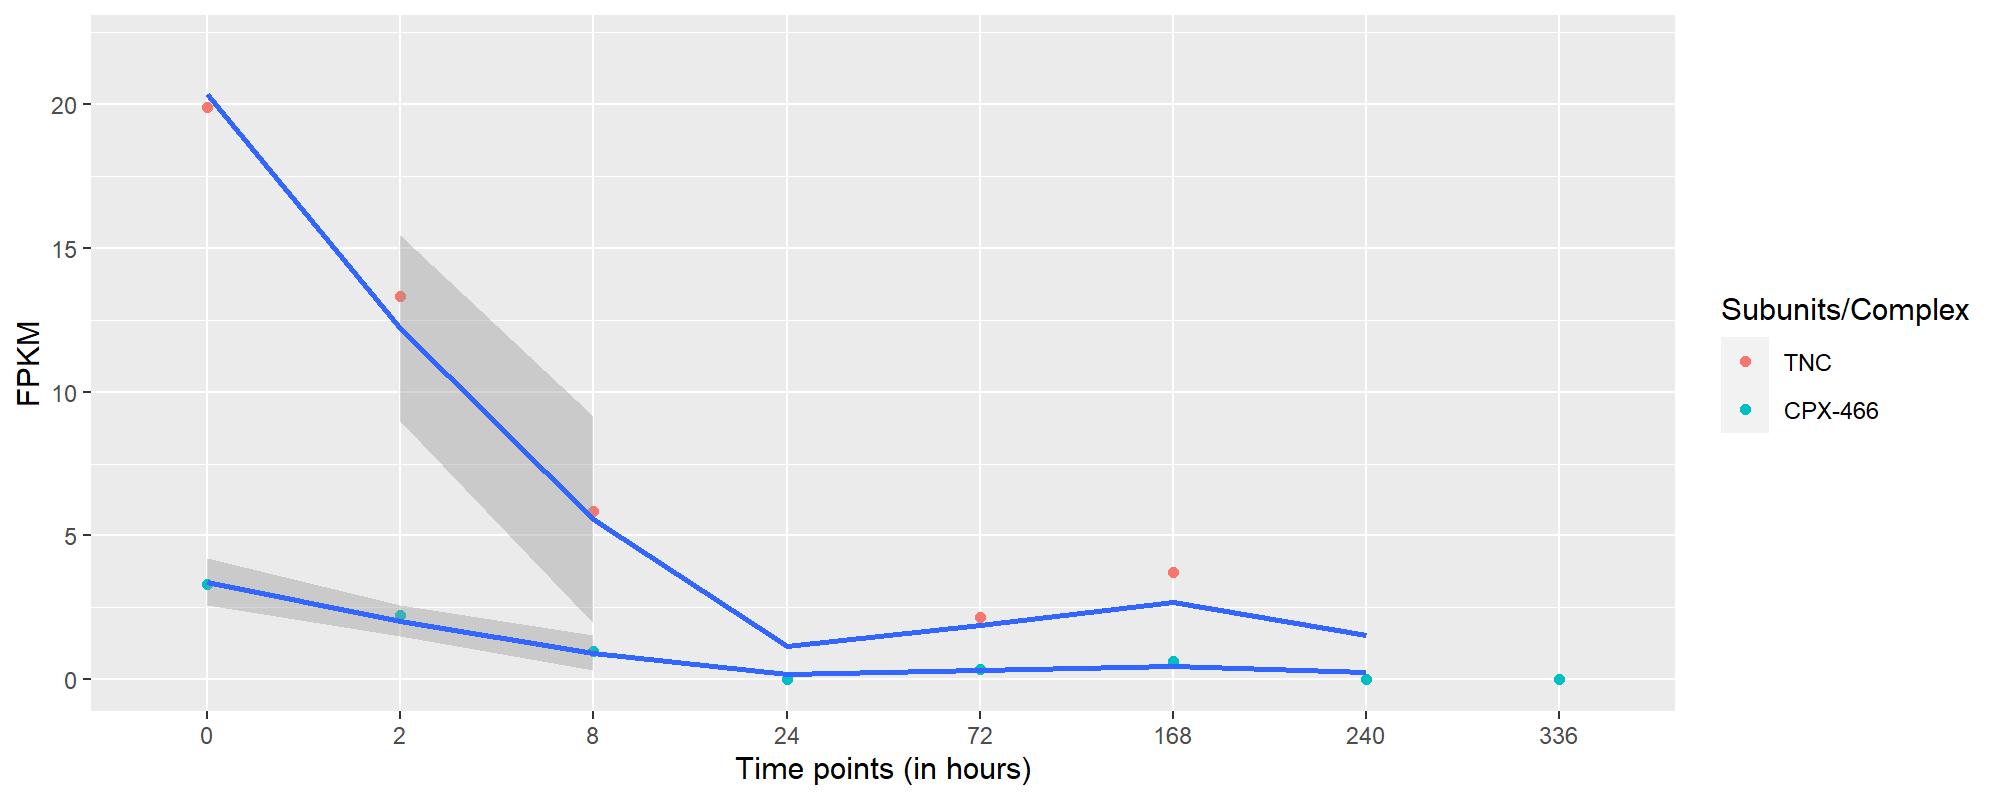 FPKM
20
15
10
5
0
0 2 8 24 72 168 240 336
Time points (in hours)
Subunits/Complex
TNC
CPX-466